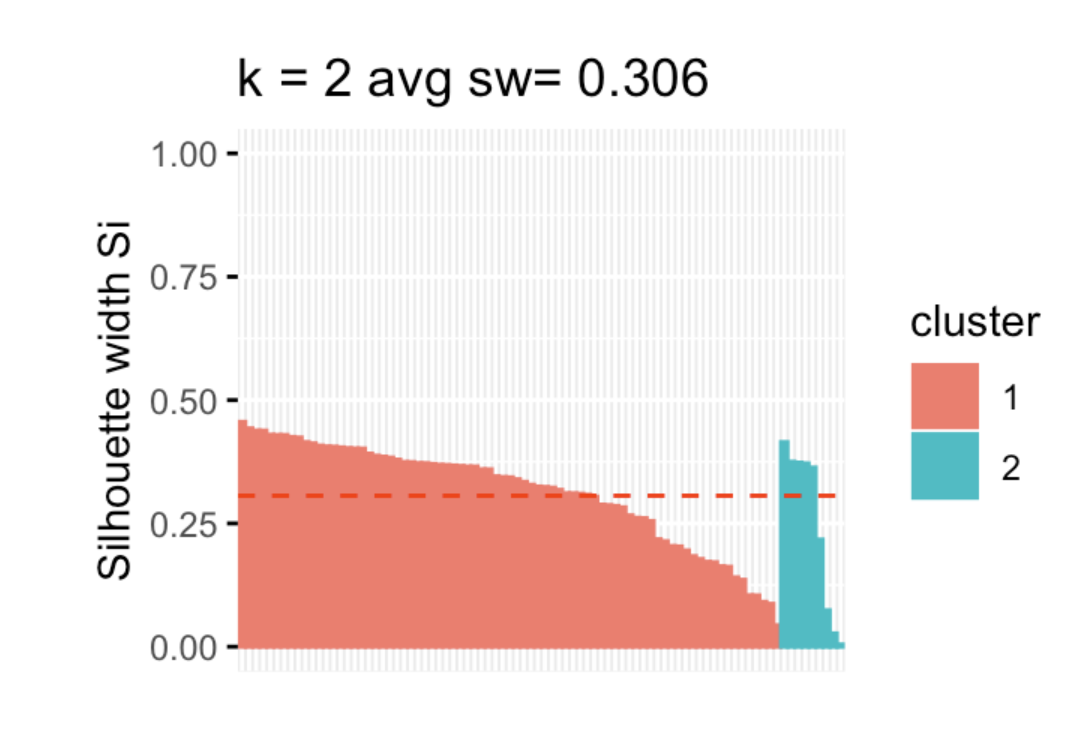 k = 2 avg sw= 0.306
Silhouette width Si
1.00
0.75
0.50
0.25
0.00
cluster
1
2